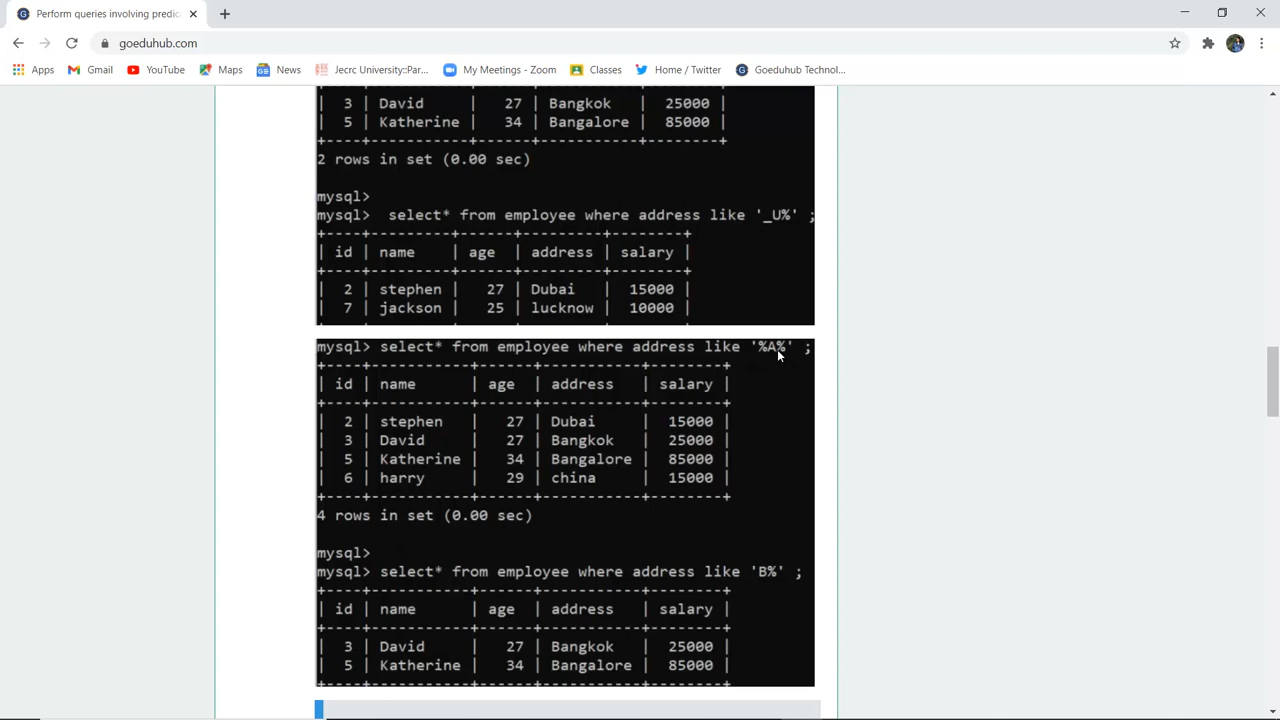 Perform queries involving predic
goeduhub.com
Apps Gmail YouTube Maps News Jecrc University::Par... My Meetings - Zoom Classes Home / Twitter Goeduhub Technol...
| 3 | David | 27 | Bangkok | 25000 |
| 5 | Katherine | 34 | Bangalore | 85000 |
+----+-----------+------+-----------+--------+
2 rows in set (0.00 sec)
mysql>
mysql> select* from employee where address like '_U%' ;
+----+---------+------+---------+--------+
| id | name | age | address | salary |
+----+---------+------+---------+--------+
| 2 | stephen | 27 | Dubai | 15000 |
| 7 | jackson | 25 | lucknow | 10000 |
mysql> select* from employee where address like '%A%' ;
+----+-----------+------+-----------+--------+
| id | name | age | address | salary |
+----+-----------+------+-----------+--------+
| 2 | stephen | 27 | Dubai | 15000 |
| 3 | David | 27 | Bangkok | 25000 |
| 5 | Katherine | 34 | Bangalore | 85000 |
| 6 | harry | 29 | china | 15000 |
+----+-----------+------+-----------+--------+
4 rows in set (0.00 sec)
mysql>
mysql> select* from employee where address like 'B%' ;
+----+-----------+------+-----------+--------+
| id | name | age | address | salary |
+----+-----------+------+-----------+--------+
| 3 | David | 27 | Bangkok | 25000 |
| 5 | Katherine | 34 | Bangalore | 85000 |
+----+-----------+------+-----------+--------+